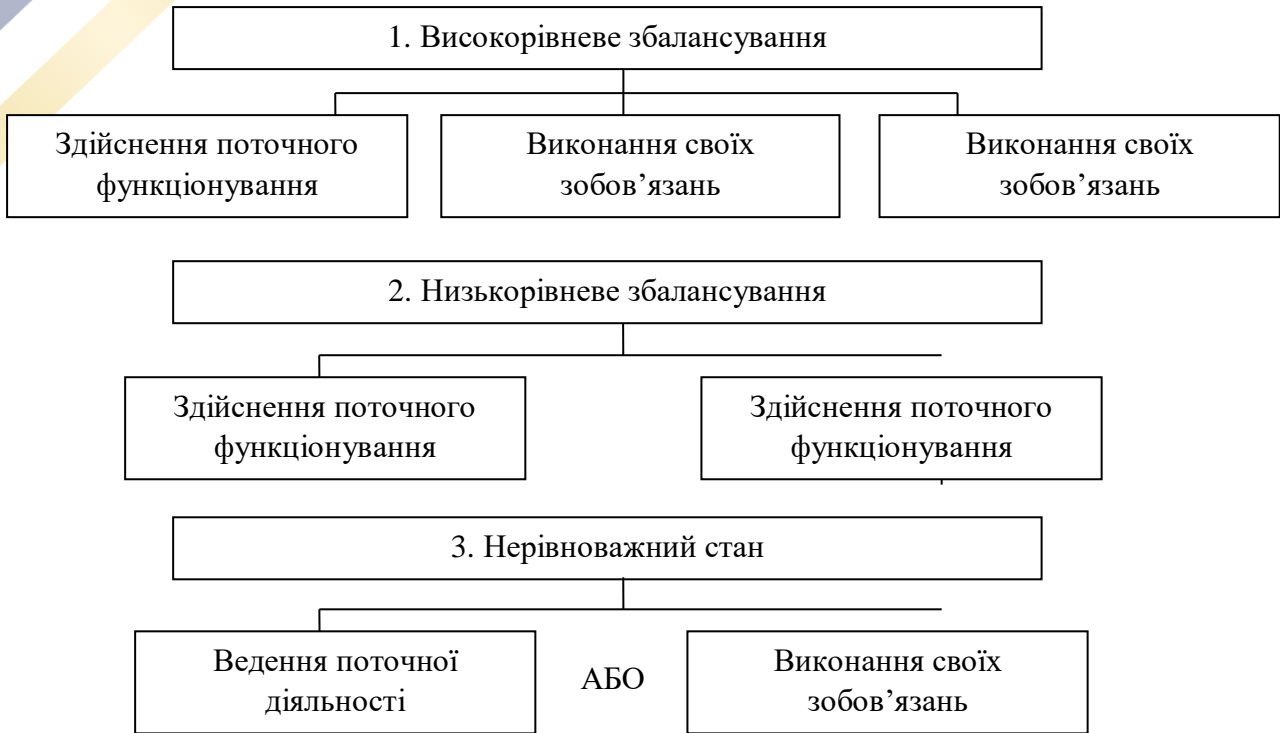 1. Високорівневе збалансування
Здійснення поточного
функціонування
Виконання своїх
зобов’язань
Виконання своїх
зобов’язань
2. Низькорівневе збалансування
Здійснення поточного
функціонування
Здійснення поточного
функціонування
3. Нерівноважний стан
Ведення поточної
діяльності
АБО
Виконання своїх
зобов’язань